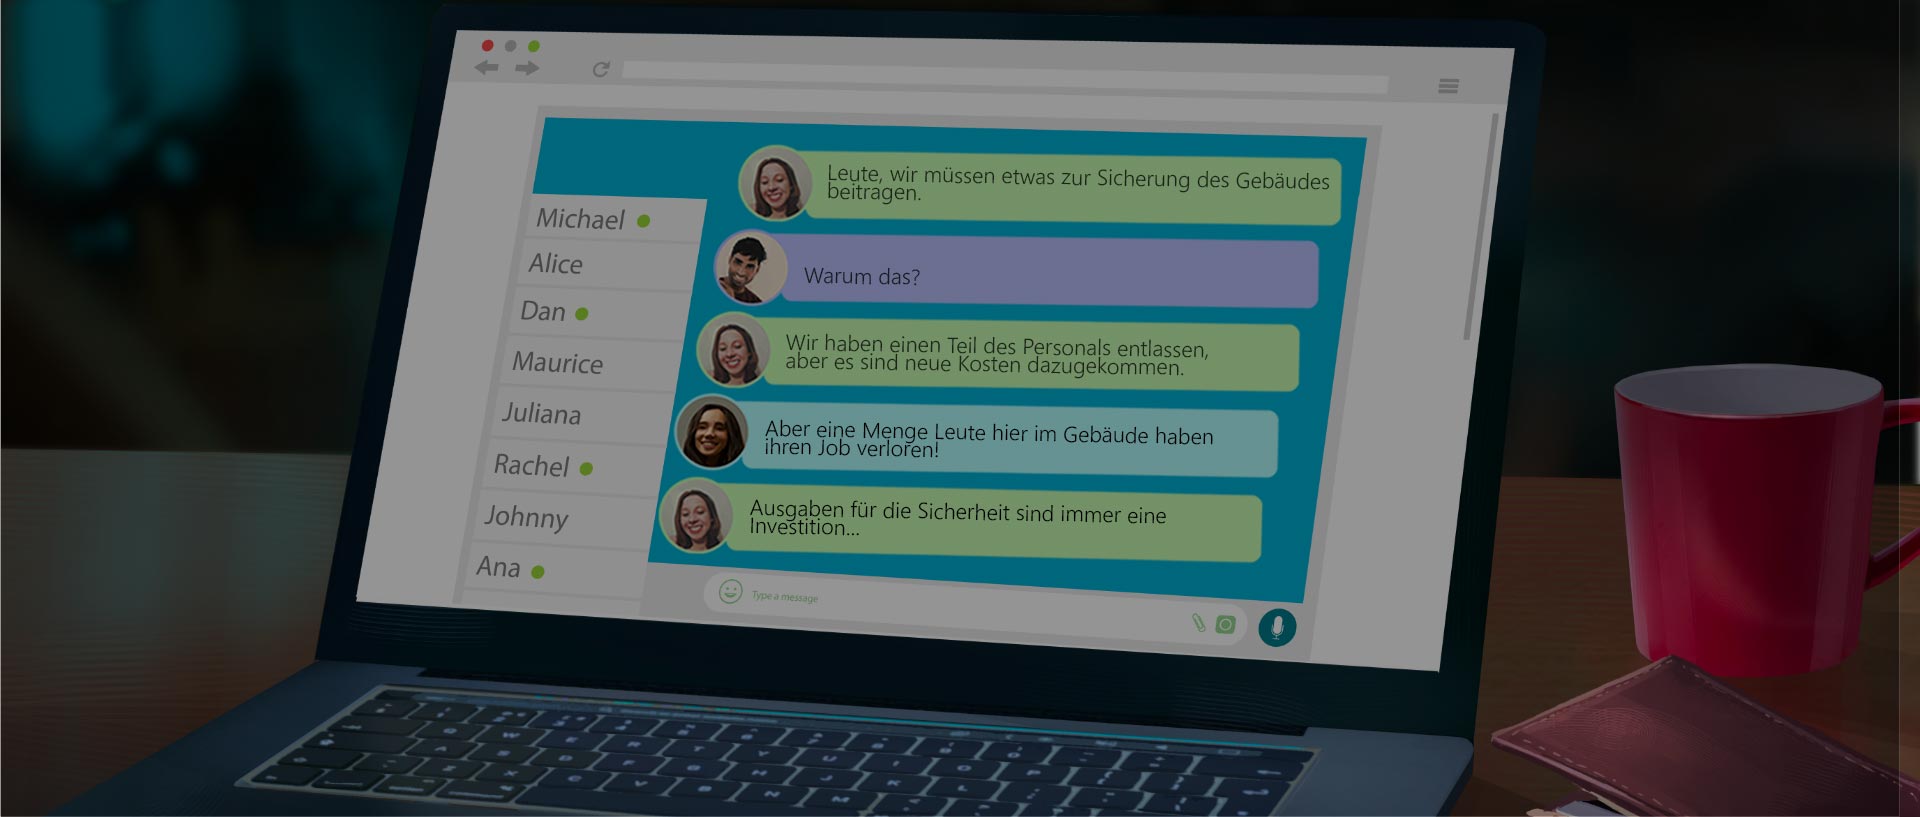 Michael
Alice
Dan
Maurice
Juliana
Rachel
Johnny
Ana
Leute, wir müssen etwas zur Sicherung des Gebäudes
beitragen.
Warum das?
Wir haben einen Teil des Personals entlassen,
aber es sind neue Kosten dazugekommen.
Aber eine Menge Leute hier im Gebäude haben
ihren Job verloren!
Ausgaben für die Sicherheit sind immer eine
Investition...
Type a message